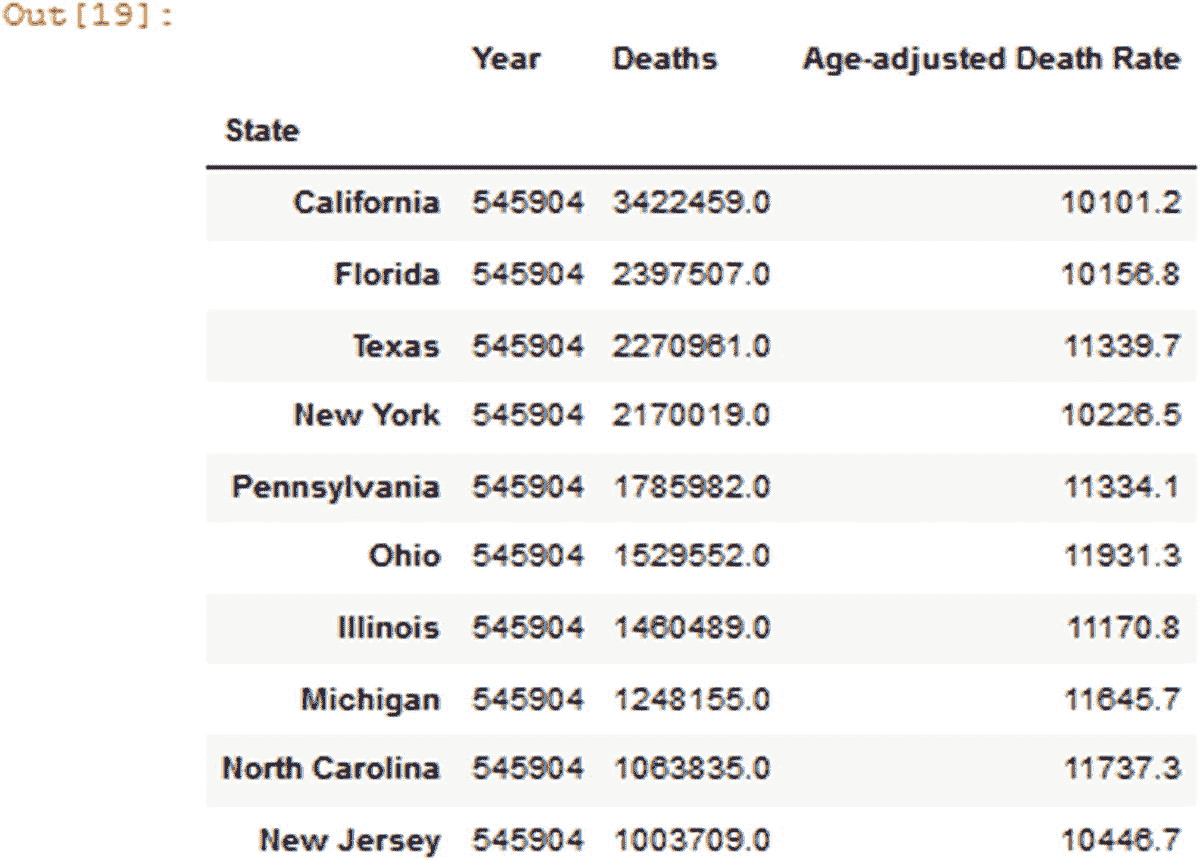 Out[19]:
Year Deaths Age-adjusted Death Rate
State
California 545904 3422459.0 10101.2
Florida 545904 2397507.0 10156.8
Texas 545904 2270961.0 11339.7
New York 545904 2170019.0 10226.5
Pennsylvania 545904 1785982.0 11334.1
Ohio 545904 1529552.0 11931.3
Illinois 545904 1460489.0 11170.8
Michigan 545904 1248155.0 11645.7
North Carolina 545904 1063835.0 11737.3
New Jersey 545904 1003709.0 10446.7